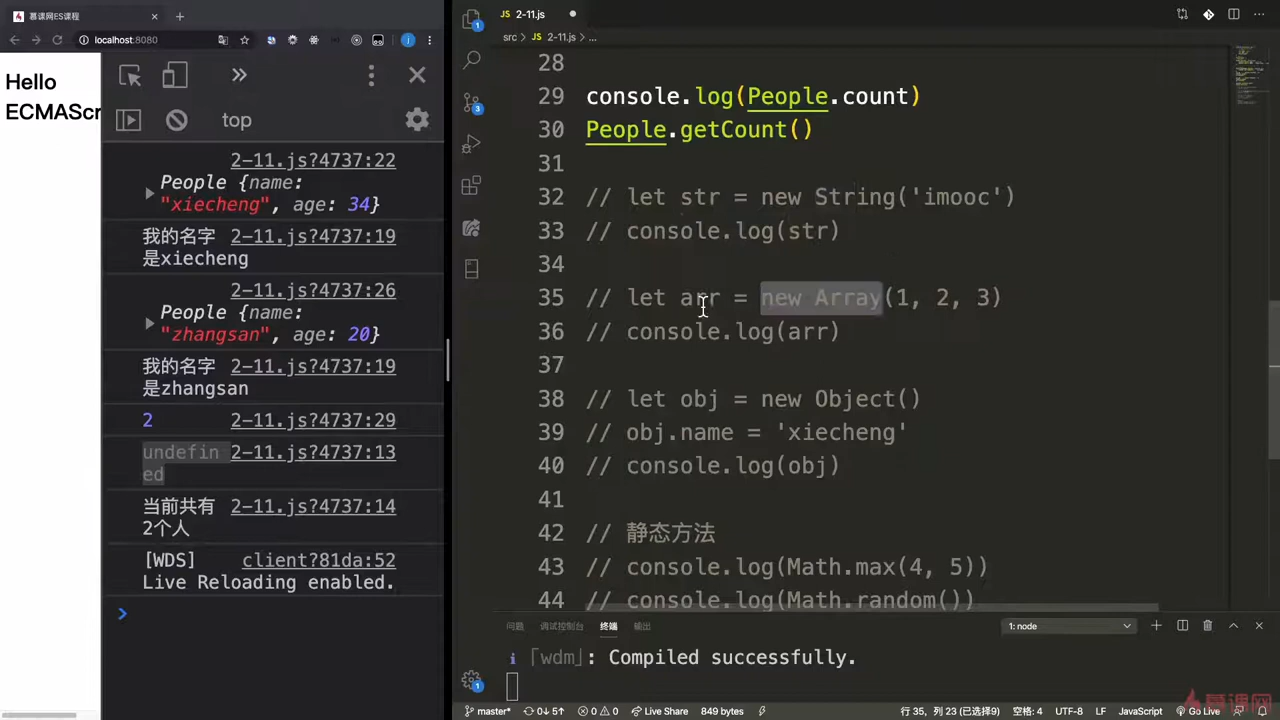 慕课网ES课程
localhost:8080
Hello
ECMAScr
top
2-11.js?4737:22
People {name:
"xiecheng", age: 34}
我的名字 2-11.js?4737:19
是xiecheng
2-11.js?4737:26
People {name:
"zhangsan", age: 20}
我的名字 2-11.js?4737:19
是zhangsan
2 2-11.js?4737:29
undefin 2-11.js?4737:13
ed
当前共有 2-11.js?4737:14
2个人
[WDS] client?81da:52
Live Reloading enabled.
JS 2-11.js
src > JS 2-11.js > ...
28
29 console.log(People.count)
30 People.getCount()
31
32 // let str = new String('imooc')
33 // console.log(str)
34
35 // let arr = new Array(1, 2, 3)
36 // console.log(arr)
37
38 // let obj = new Object()
39 // obj.name = 'xiecheng'
40 // console.log(obj)
41
42 // 静态方法
43 // console.log(Math.max(4, 5))
44 // console.log(Math.random())
问题 调试控制台 终端 输出 1: node
i 「wdm」: Compiled successfully.
master* 0↓ 5↑ 0 0 Live Share 849 bytes 行 35, 列 23 (已选择9) 空格: 4 UTF-8 LF JavaScript Go Live
慕课网